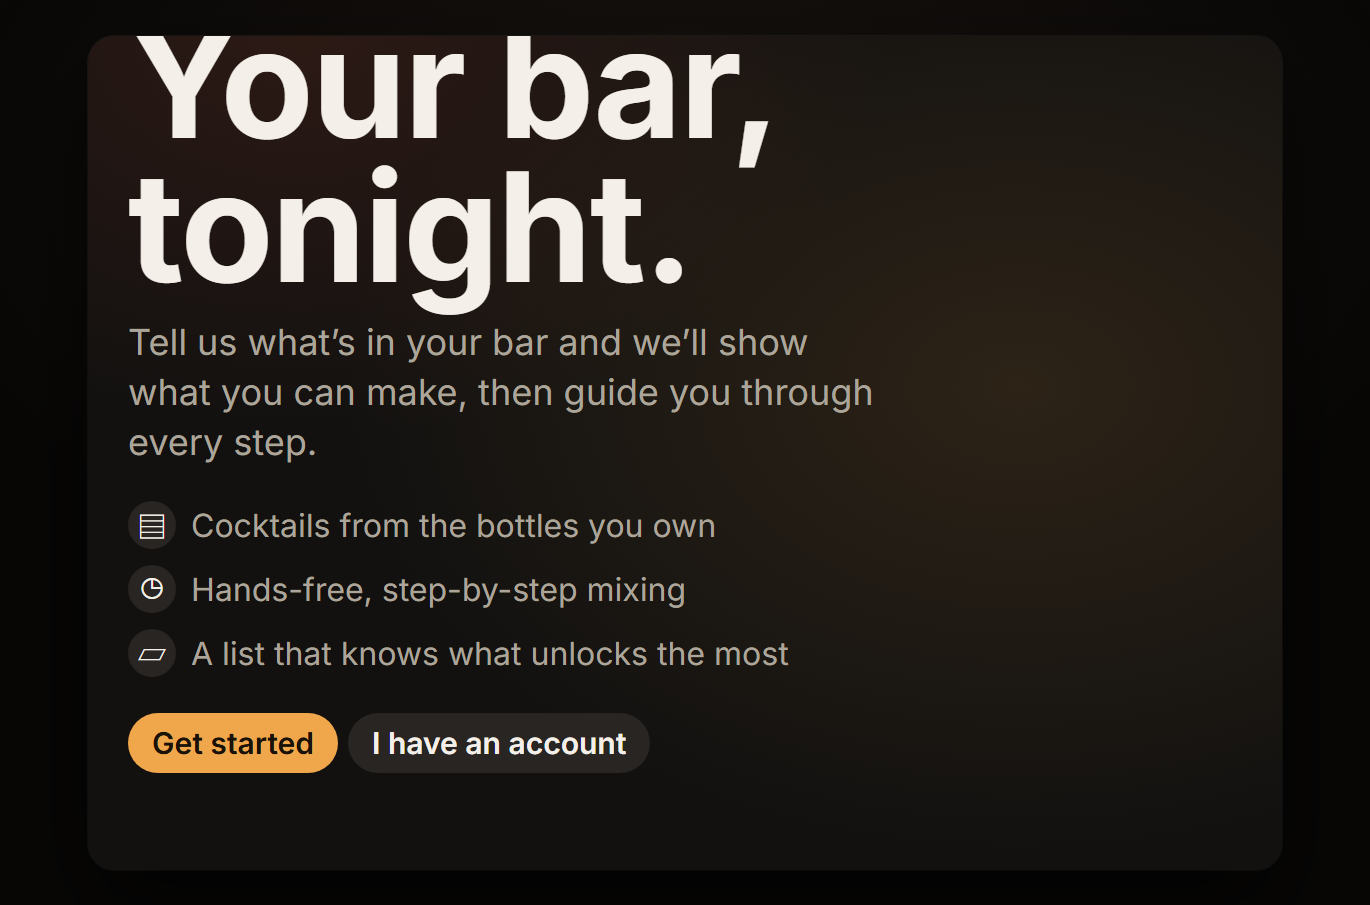 Your bar,
tonight.
Tell us what’s in your bar and we’ll show
what you can make, then guide you through
every step.
Cocktails from the bottles you own
Hands-free, step-by-step mixing
A list that knows what unlocks the most
Get started
I have an account